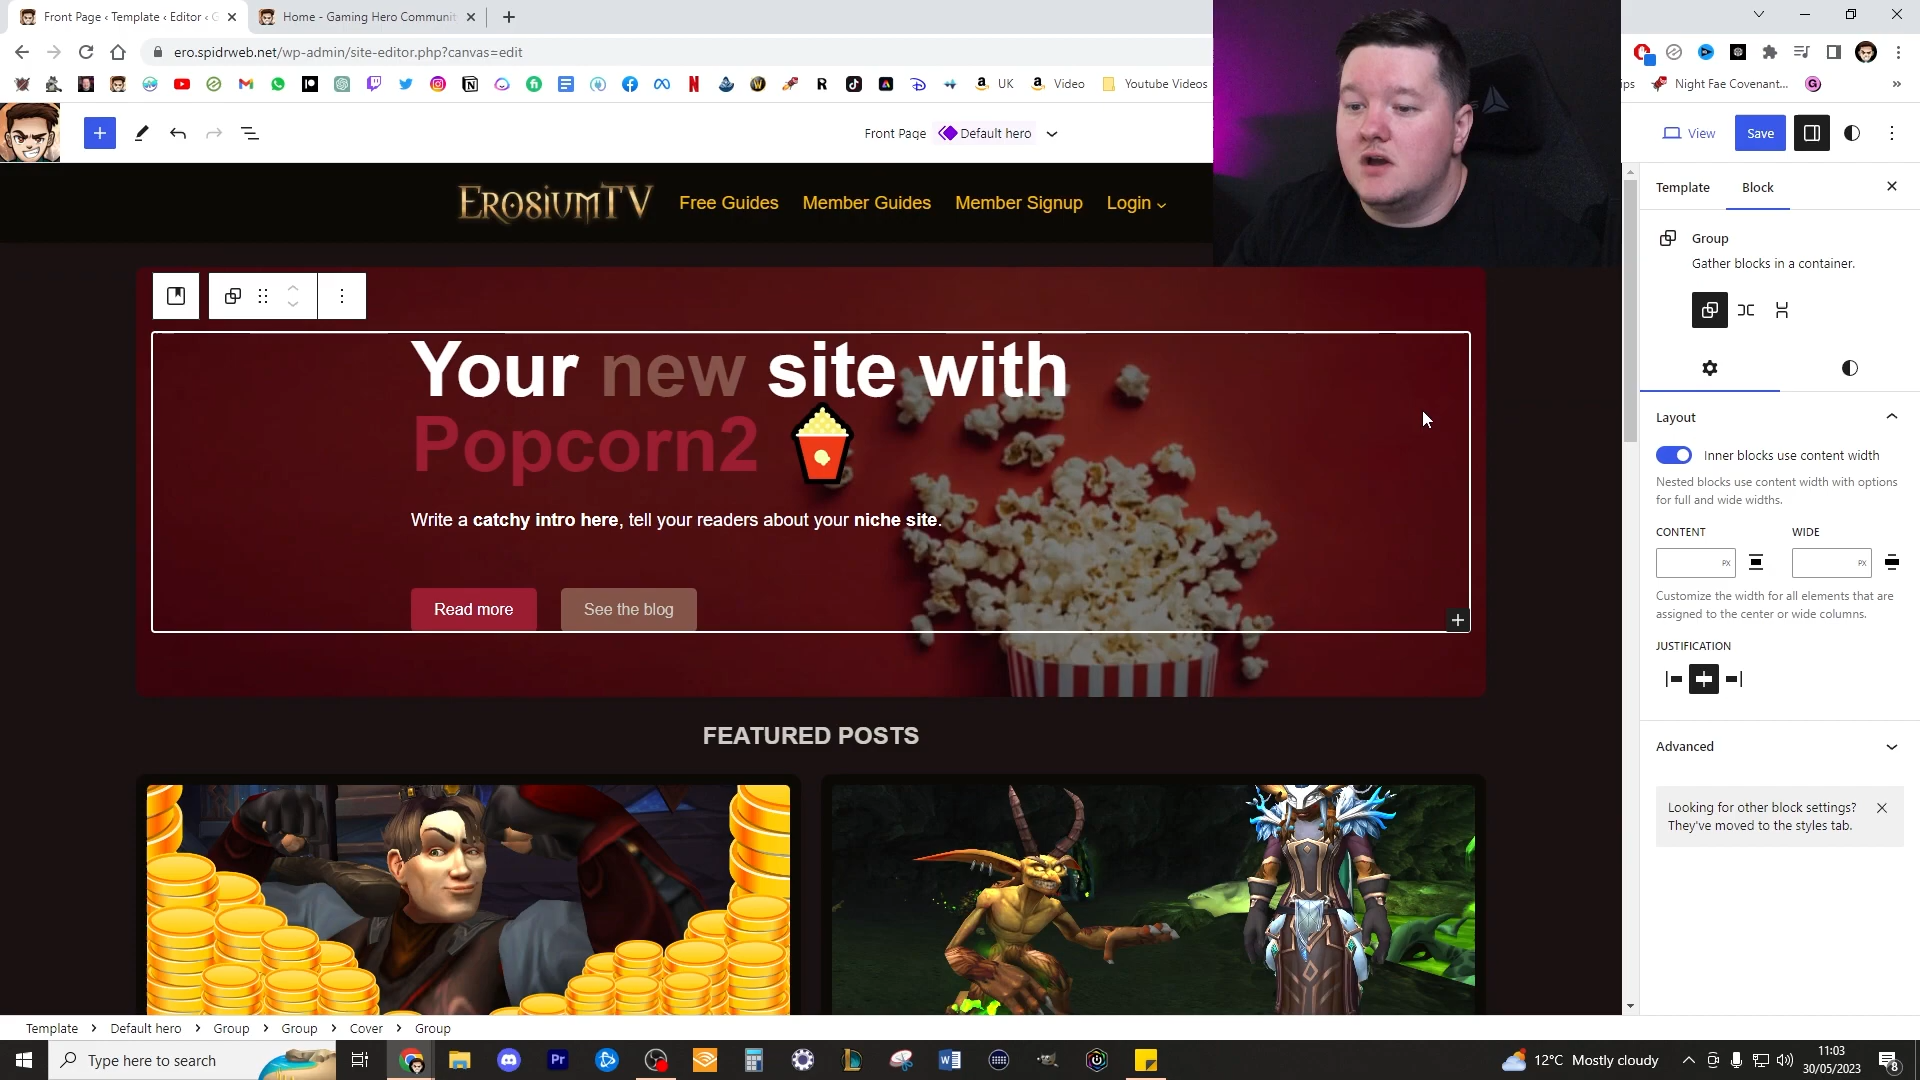 Front Page ‹ Template ‹ Editor ‹ G
Home - Gaming Hero Communit
ero.spidrweb.net/wp-admin/site-editor.php?canvas=edit
UK
Video
Youtube Videos
ips
Night Fae Covenant...
Front Page
Default hero
View
Save
EROSIUMTV
Free Guides
Member Guides
Member Signup
Login
Template
Block
Group
Gather blocks in a container.
Your new site with
Popcorn2
Write a catchy intro here, tell your readers about your niche site.
Read more
See the blog
Layout
Inner blocks use content width
Nested blocks use content width with options
for full and wide widths.
CONTENT
WIDE
PX
PX
Customize the width for all elements that are
assigned to the center or wide columns.
JUSTIFICATION
Advanced
Looking for other block settings?
They've moved to the styles tab.
FEATURED POSTS
Template > Default hero > Group > Group > Cover > Group
Type here to search
12°C Mostly cloudy
11:03
30/05/2023
8